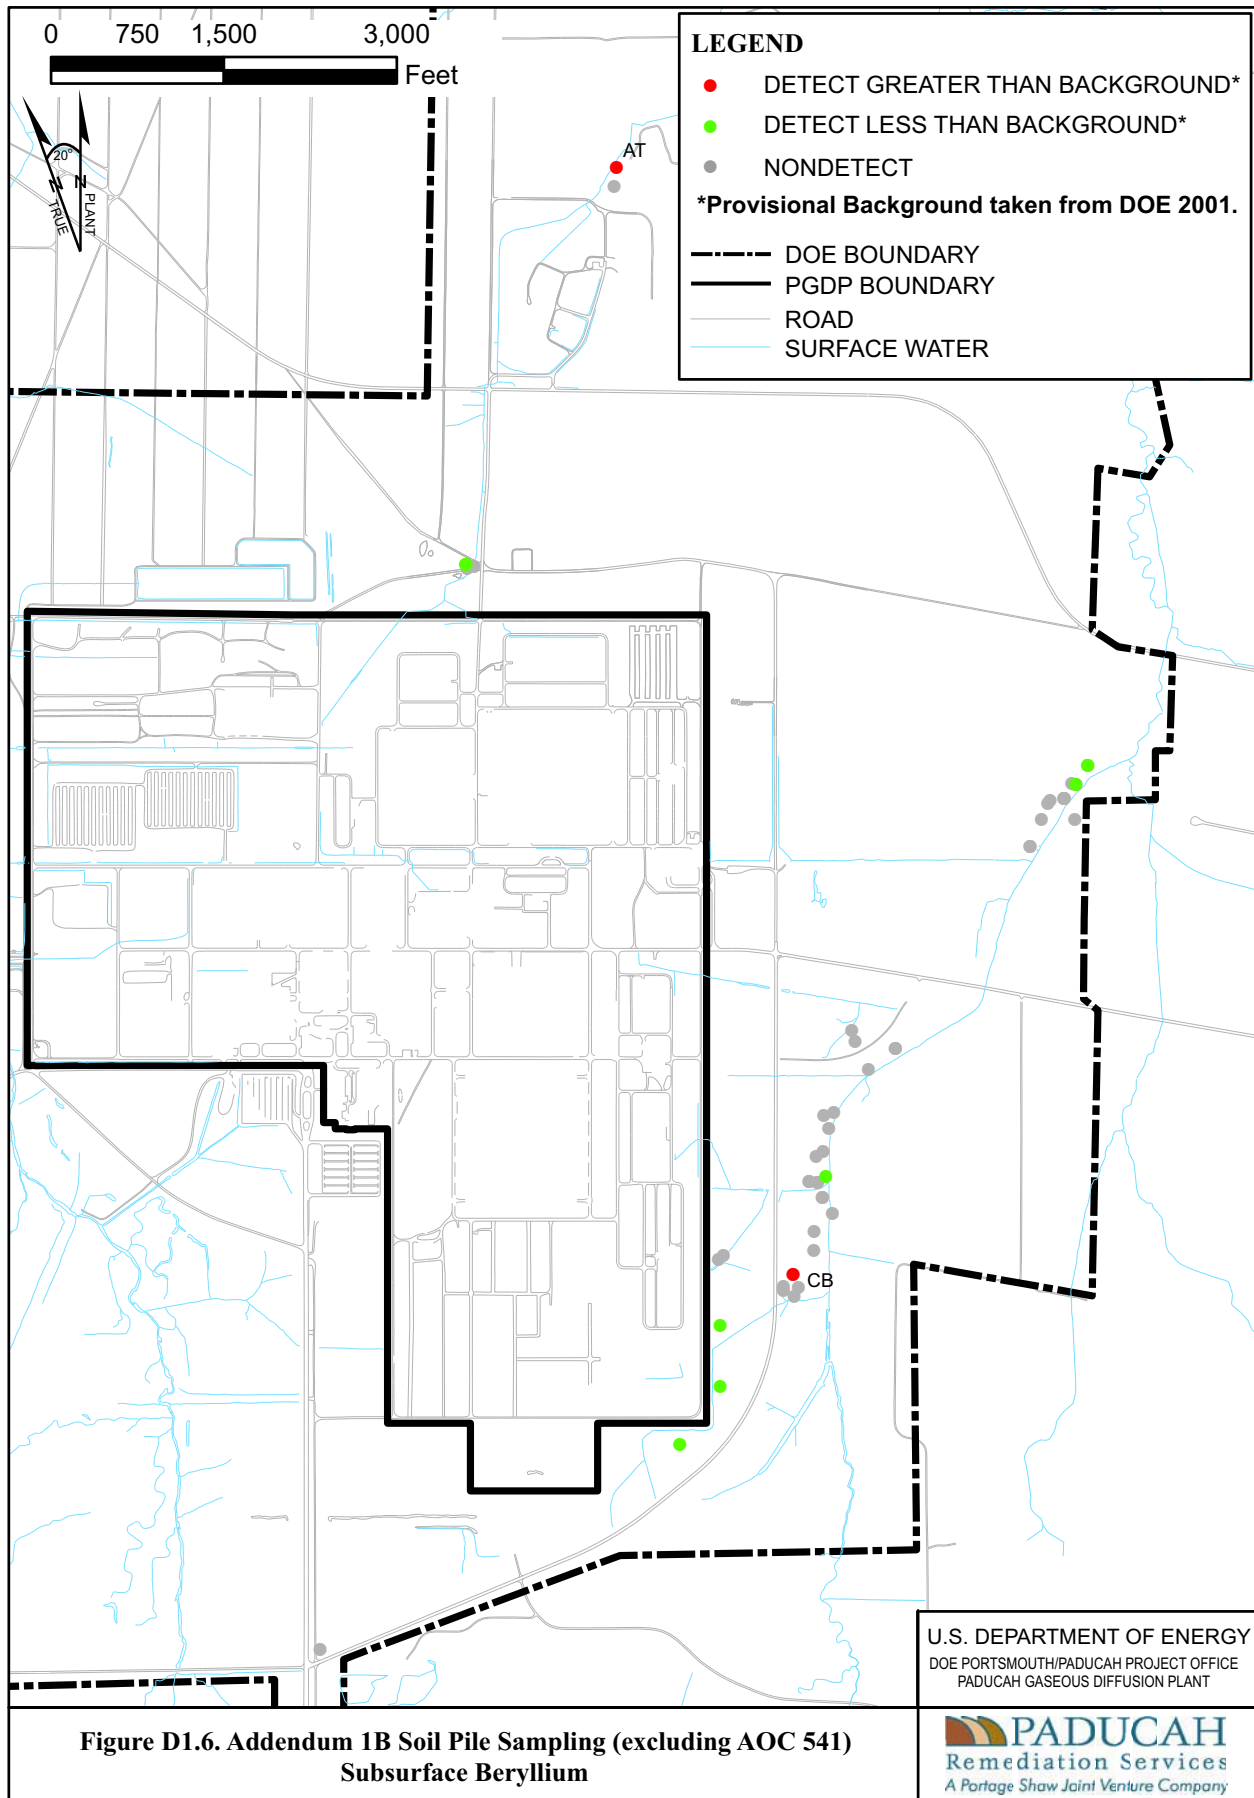 0 750 1,500 3,000
Feet
20°
N N
TRUE PLANT
LEGEND
DETECT GREATER THAN BACKGROUND*
DETECT LESS THAN BACKGROUND*
NONDETECT
*Provisional Background taken from DOE 2001.
DOE BOUNDARY
PGDP BOUNDARY
ROAD
SURFACE WATER
AT
CB
U.S. DEPARTMENT OF ENERGY
DOE PORTSMOUTH/PADUCAH PROJECT OFFICE
PADUCAH GASEOUS DIFFUSION PLANT
Figure D1.6. Addendum 1B Soil Pile Sampling (excluding AOC 541)
Subsurface Beryllium
PADUCAH
Remediation Services
A Portage Shaw Joint Venture Company